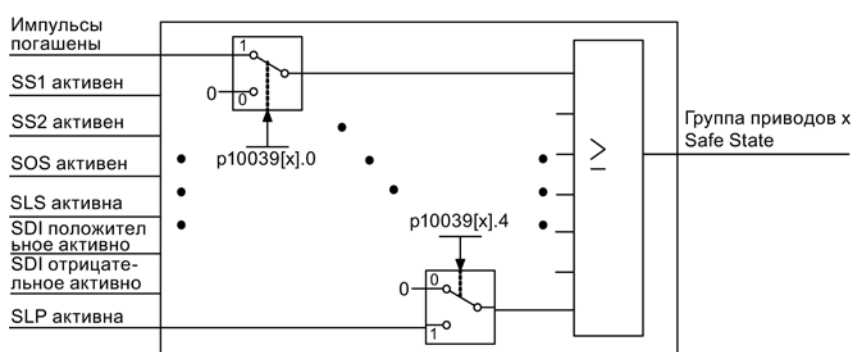 Импульсы
погашены
SS1 активен
SS2 активен
SOS активен
SLS активна
SDI положител
ьное активно
SDI отрицате-
льное активно
SLP активна
1
0
0
p10039[x].0
p10039[x].4
0
0
1
≥
Группа приводов x
Safe State